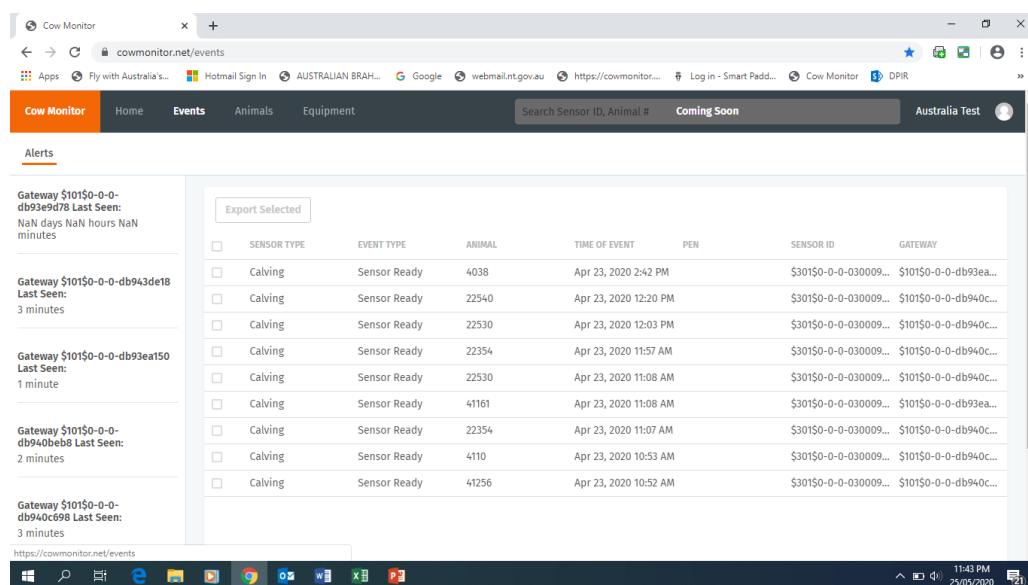 Cow Monitor
cowmonitor.net/events
Apps Fly with Australia's... Hotmail Sign In AUSTRALIAN BRAH... Google webmail.nt.gov.au https://cowmonitor.... Log in - Smart Padd... Cow Monitor DPIR
Cow Monitor Home Events Animals Equipment Search Sensor ID, Animal # Coming Soon Australia Test
Alerts
Gateway $101$0-0-0-
db93e9d78 Last Seen:
NaN days NaN hours NaN
minutes
Gateway $101$0-0-0-db943de18
Last Seen:
3 minutes
Gateway $101$0-0-0-db93ea150
Last Seen:
1 minute
Gateway $101$0-0-0-
db940beb8 Last Seen:
2 minutes
Gateway $101$0-0-0-
db940c698 Last Seen:
3 minutes
Export Selected
SENSOR TYPE EVENT TYPE ANIMAL TIME OF EVENT PEN SENSOR ID GATEWAY
Calving Sensor Ready 4038 Apr 23, 2020 2:42 PM $301$0-0-0-030009... $101$0-0-0-db93ea...
Calving Sensor Ready 22540 Apr 23, 2020 12:20 PM $301$0-0-0-030009... $101$0-0-0-db940c...
Calving Sensor Ready 22530 Apr 23, 2020 12:03 PM $301$0-0-0-030009... $101$0-0-0-db940c...
Calving Sensor Ready 22354 Apr 23, 2020 11:57 AM $301$0-0-0-030009... $101$0-0-0-db940c...
Calving Sensor Ready 22530 Apr 23, 2020 11:08 AM $301$0-0-0-030009... $101$0-0-0-db940c...
Calving Sensor Ready 41161 Apr 23, 2020 11:08 AM $301$0-0-0-030009... $101$0-0-0-db93ea...
Calving Sensor Ready 22354 Apr 23, 2020 11:07 AM $301$0-0-0-030009... $101$0-0-0-db940c...
Calving Sensor Ready 4110 Apr 23, 2020 10:53 AM $301$0-0-0-030009... $101$0-0-0-db940c...
Calving Sensor Ready 41256 Apr 23, 2020 10:52 AM $301$0-0-0-030009... $101$0-0-0-db940c...
https://cowmonitor.net/events
11:43 PM
25/05/2020